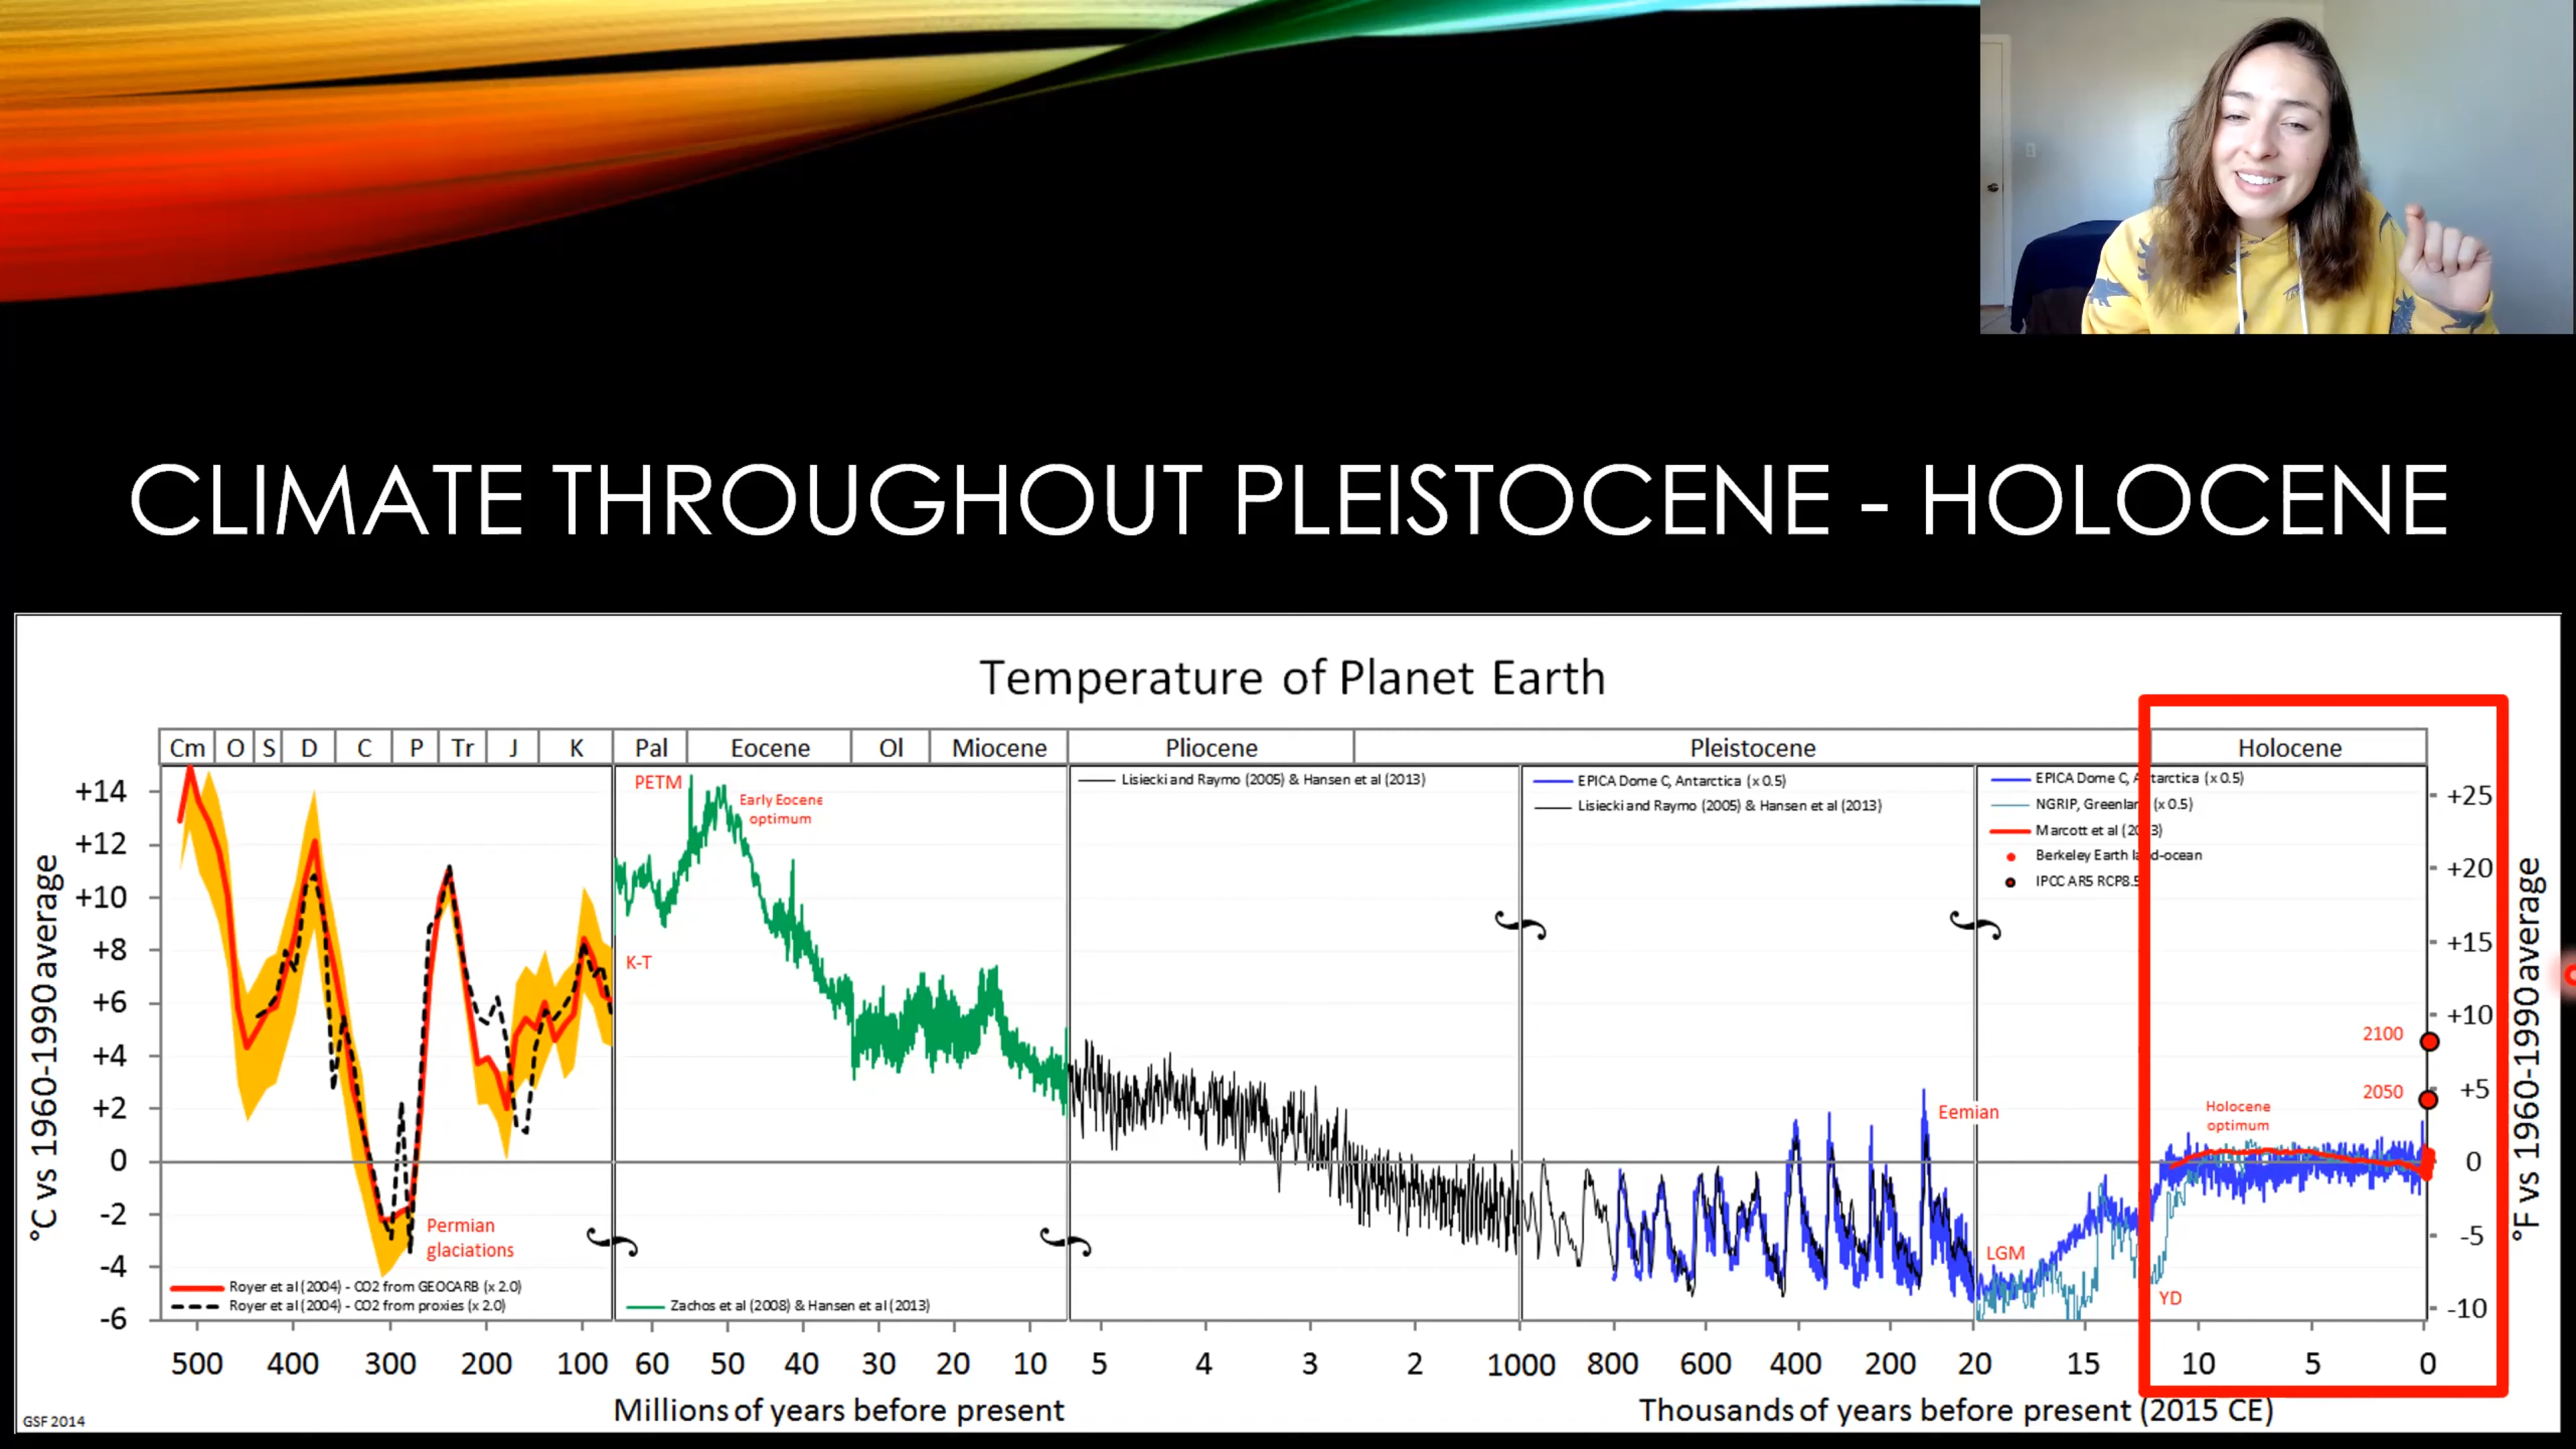 CLIMATE THROUGHOUT PLEISTOCENE - HOLOCENE
Temperature of Planet Earth
Cm O S D C P Tr J K Pal Eocene Ol Miocene Pliocene Pleistocene Holocene
°C vs 1960-1990 average
+14
+12
+10
+8
+6
+4
+2
0
-2
-4
-6
Permian
glaciations
Royer et al (2004) - CO2 from GEOCARB (x 2.0)
Royer et al (2004) - CO2 from proxies (x 2.0)
PETM
Early Eocene
optimum
K-T
Zachos et al (2008) & Hansen et al (2013)
Lisiecki and Raymo (2005) & Hansen et al (2013)
EPICA Dome C, Antarctica (x 0.5)
Lisiecki and Raymo (2005) & Hansen et al (2013)
Eemian
EPICA Dome C, Antarctica (x 0.5)
NGRIP, Greenland (x 0.5)
Marcott et al (2013)
Berkeley Earth land-ocean
IPCC AR5 RCP8.5
LGM
YD
Holocene
optimum
2100
2050
+25
+20
+15
+10
+5
0
-5
-10
°F vs 1960-1990 average
500 400 300 200 100 60 50 40 30 20 10 5 4 3 2 1000 800 600 400 200 20 15 10 5 0
Millions of years before present
Thousands of years before present (2015 CE)
GSF 2014